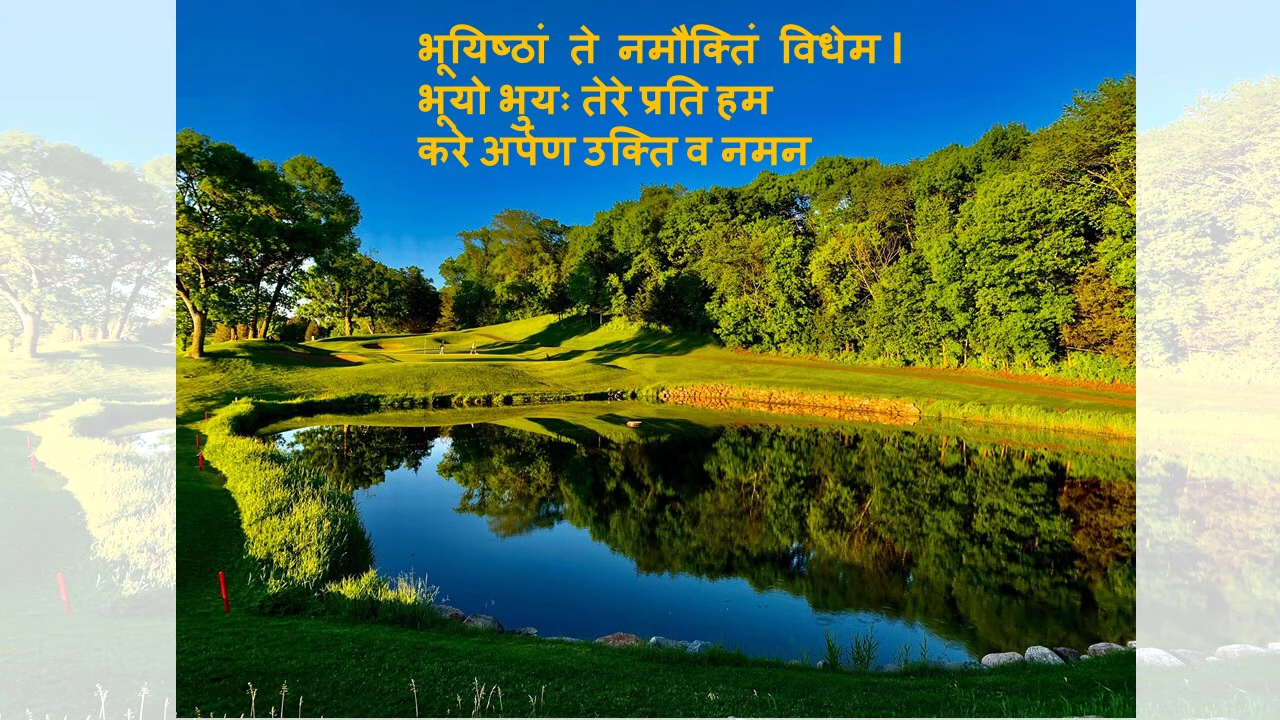 भूयिष्ठां ते नमौक्तिं विधेम ।
भूयो भुयः तेरे प्रति हम
करे अर्पण उक्ति व नमन